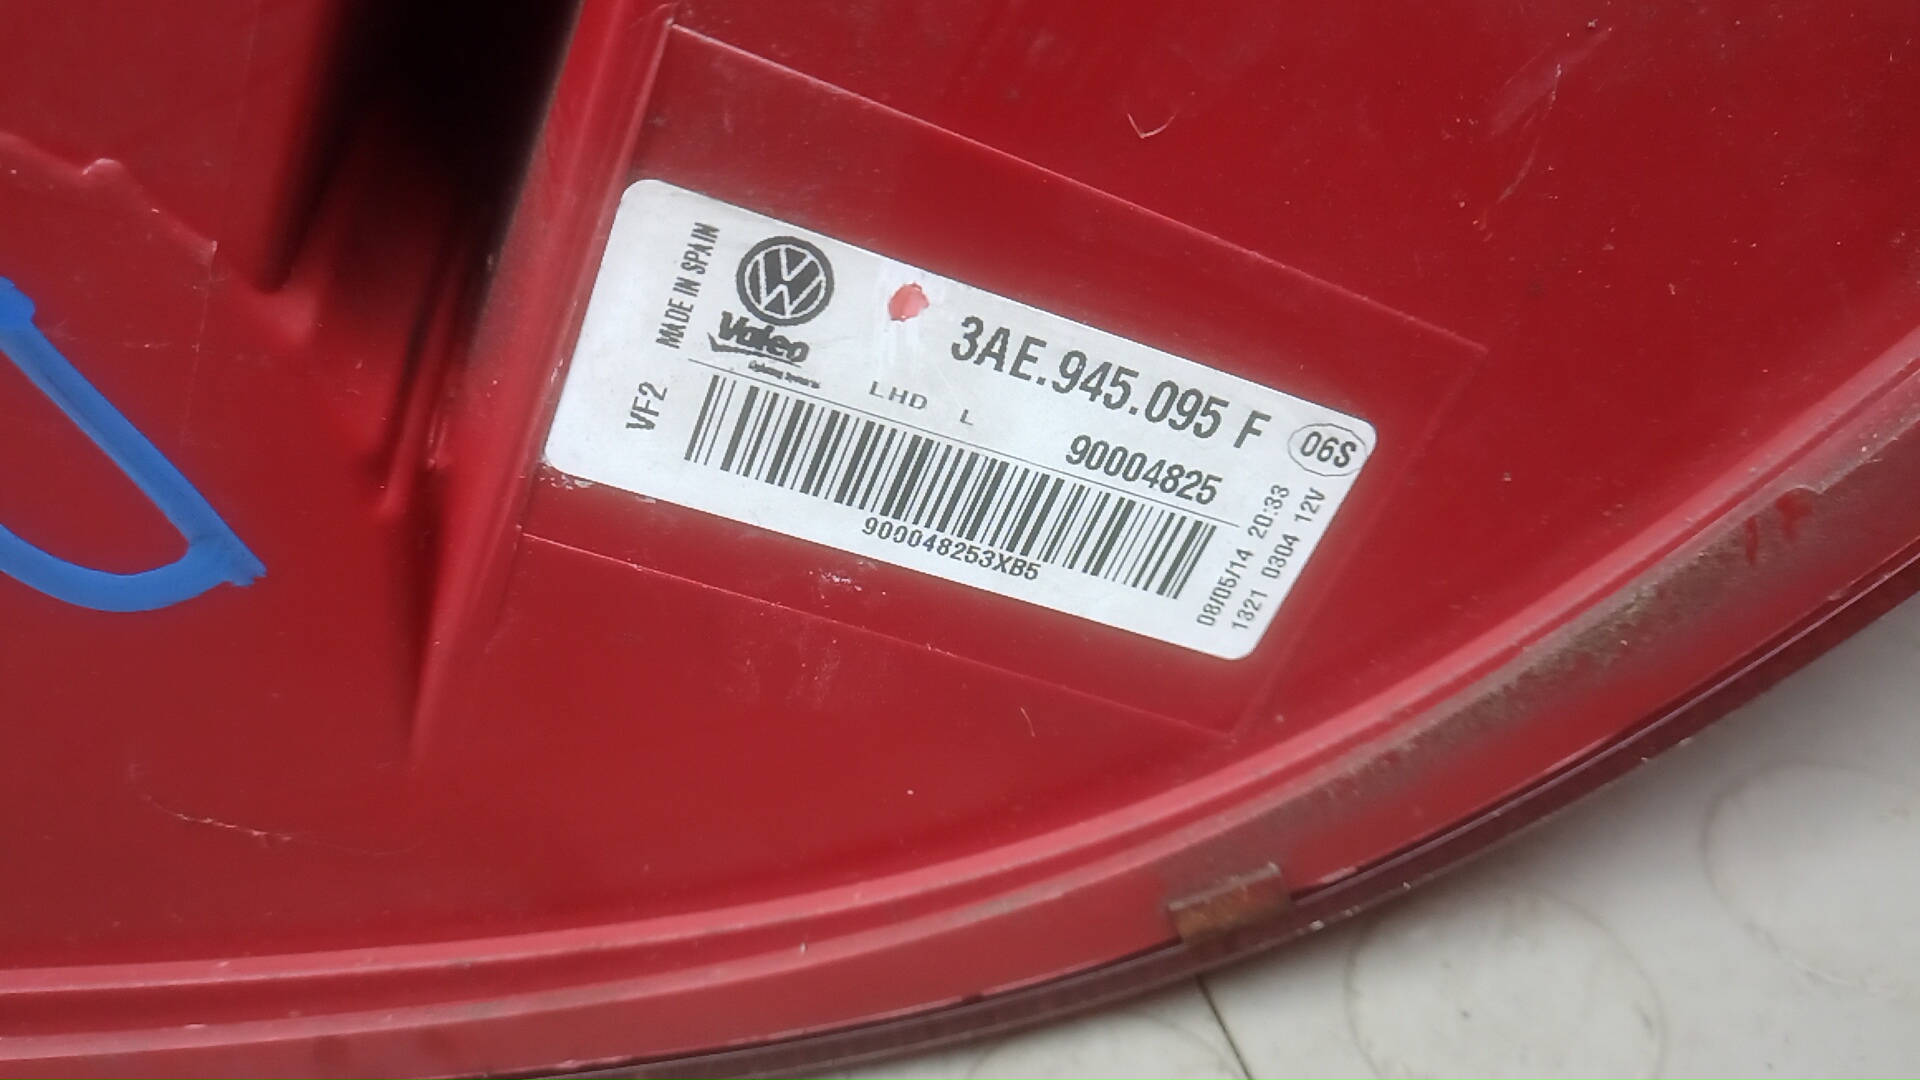 MADE IN SPAIN
Valeo
3AE.945.095 F
06S
LHD L
90004825
VF2
900048253XB5
08/05/14 20:33
1321 0304 12V